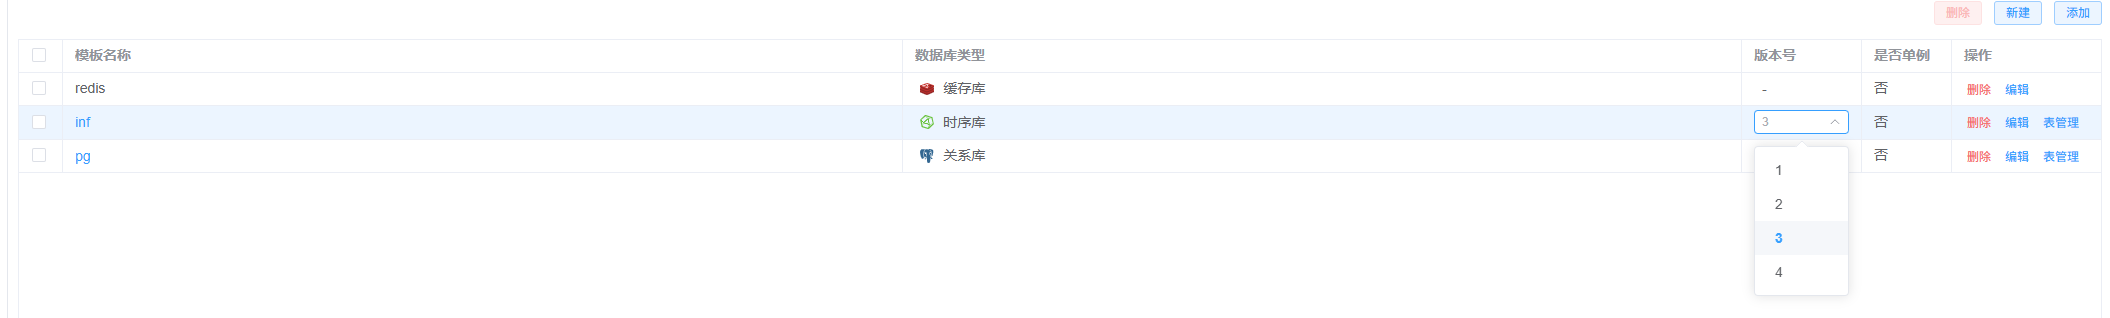 删除 新建 添加
模板名称 数据库类型 版本号 是否单例 操作
redis 缓存库 - 否 删除 编辑
inf 时序库 3 否 删除 编辑 表管理
pg 关系库 否 删除 编辑 表管理
1
2
3
4